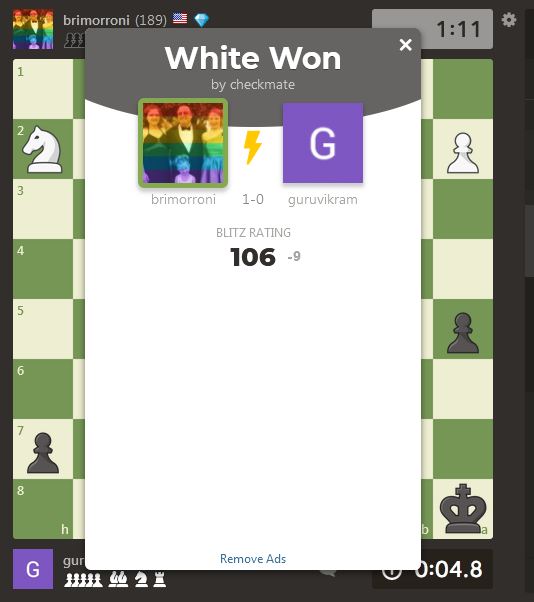 brimorroni (189)
1:11
White Won
by checkmate
G
brimorroni 1-0 guruvikram
BLITZ RATING
106 -9
1
2
3
4
5
6
7
8
h b a
Remove Ads
G
gur
0:04.8